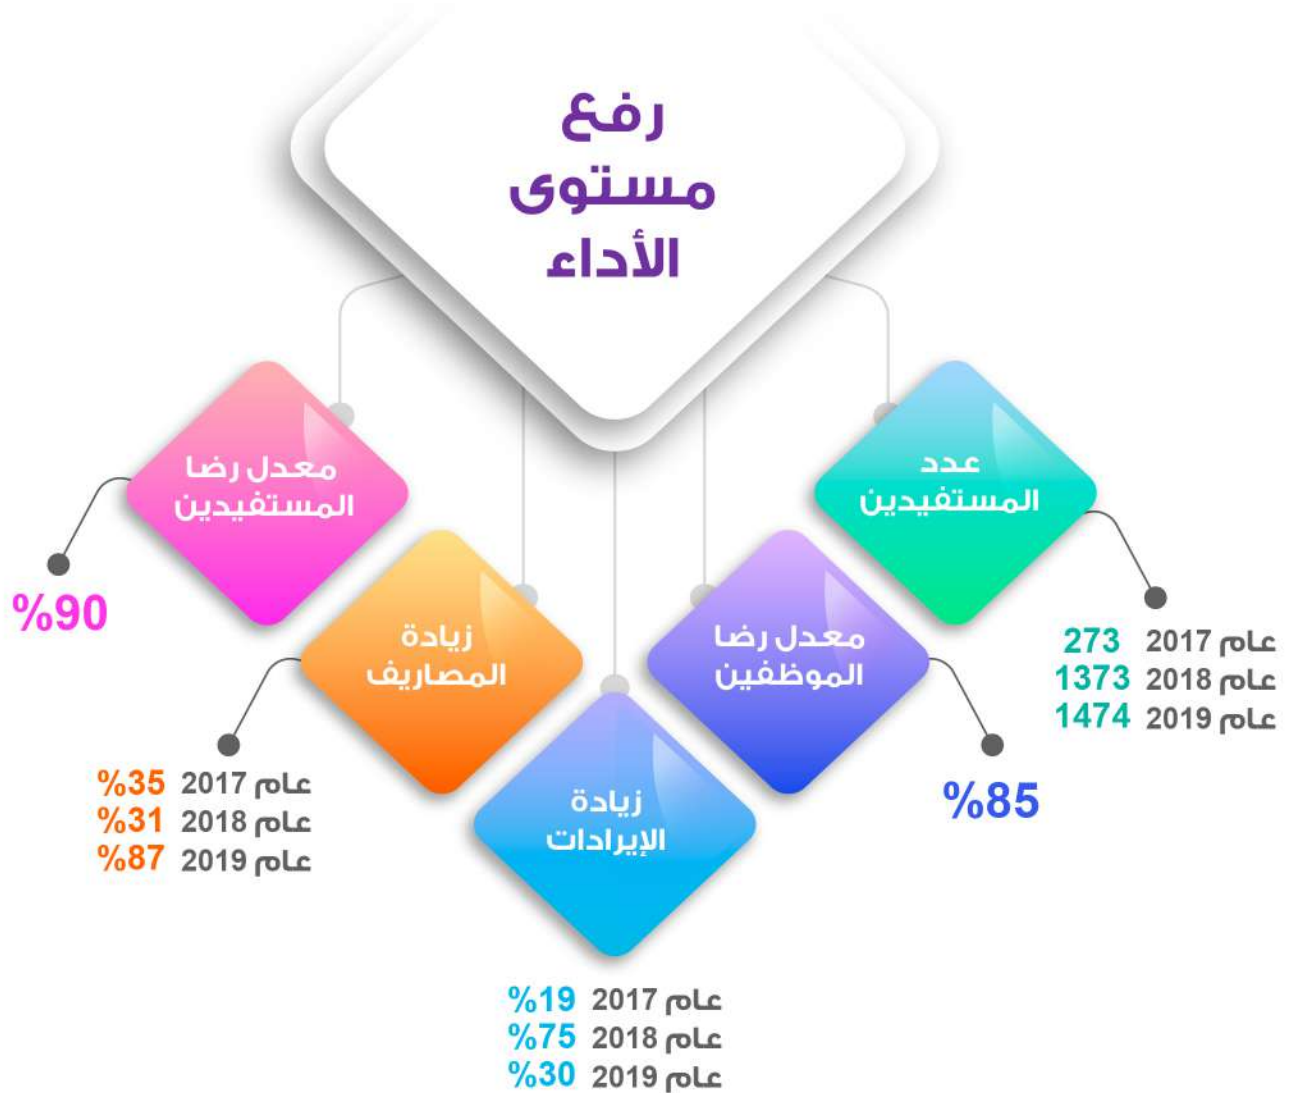 رفع
مستوى
الأداء
عدد
المستفيدين
عام 2017 273
عام 2018 1373
عام 2019 1474
معدل رضا
الموظفين
%85
زيادة
الإيرادات
عام 2017 %19
عام 2018 %75
عام 2019 %30
زيادة
المصاريف
عام 2017 %35
عام 2018 %31
عام 2019 %87
معدل رضا
المستفيدين
%90